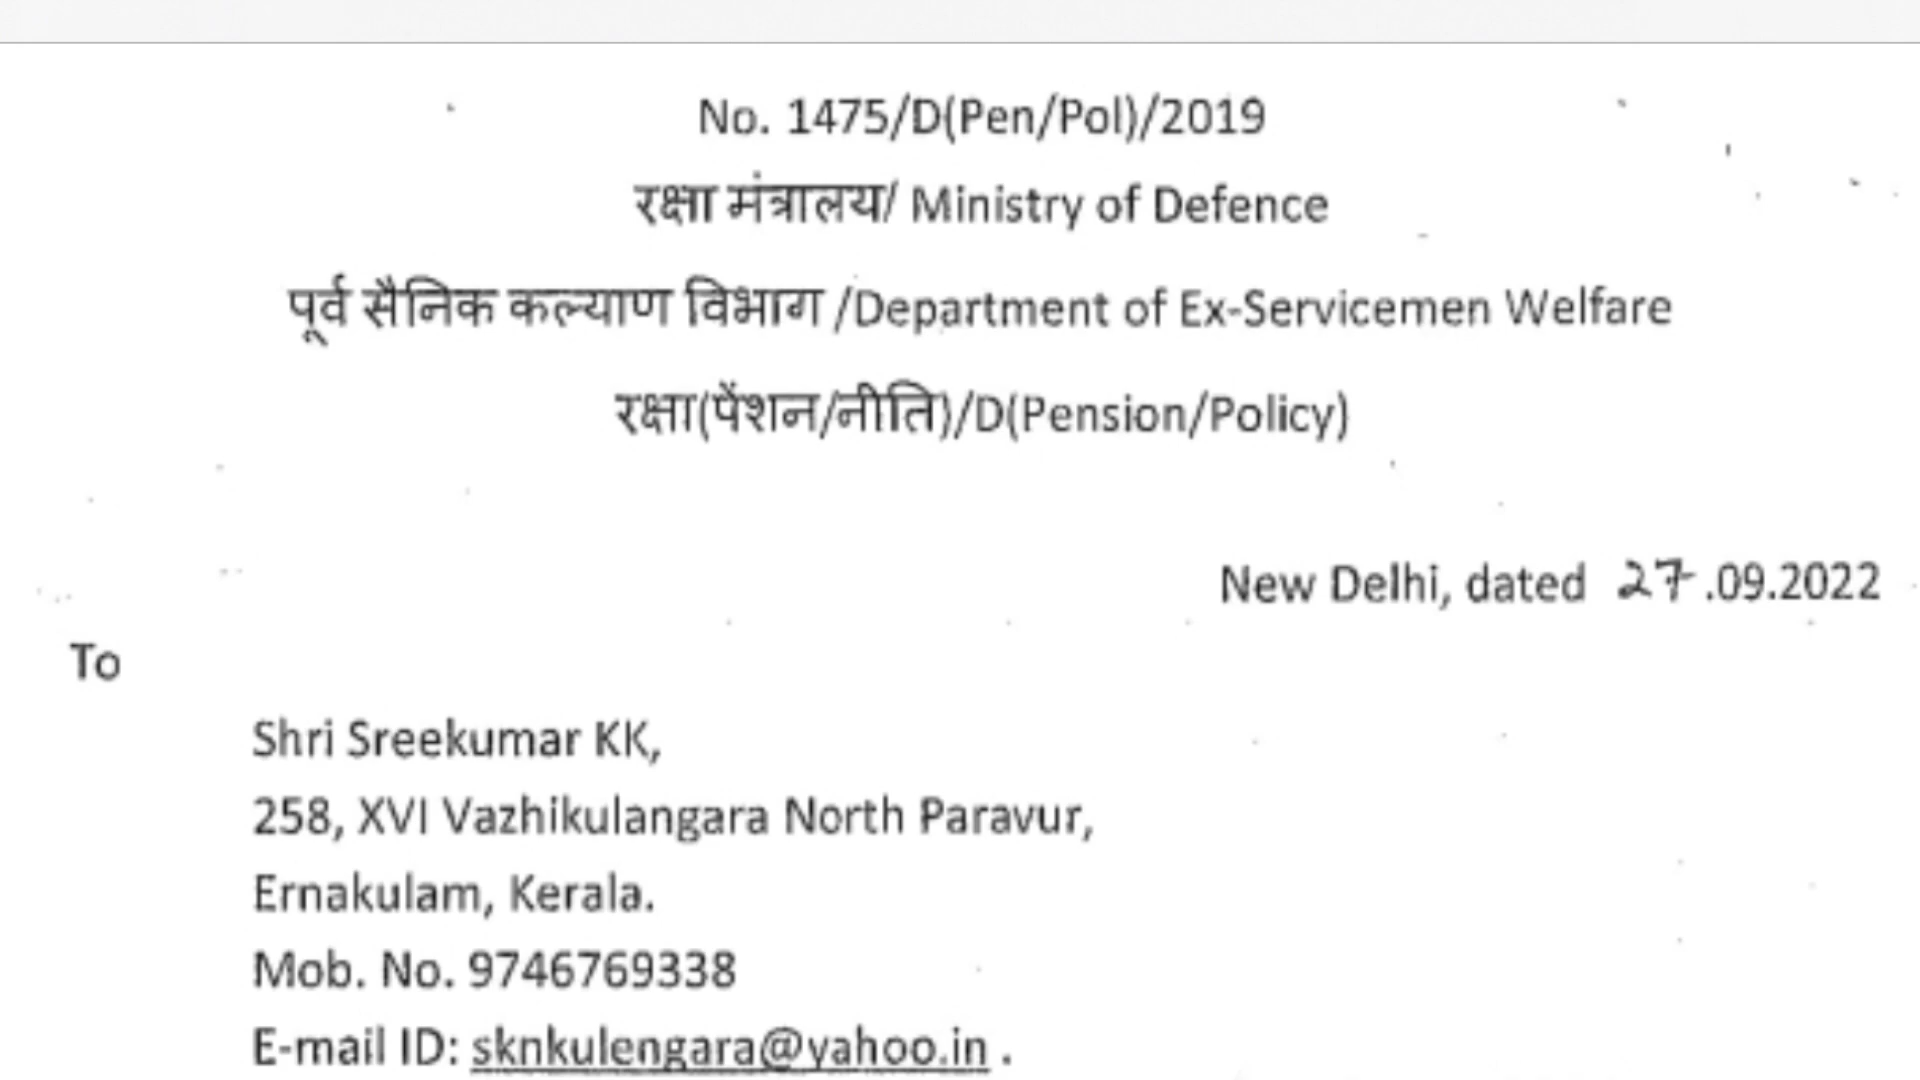 No. 1475/D(Pen/Pol)/2019
रक्षा मंत्रालय/ Ministry of Defence
पूर्व सैनिक कल्याण विभाग /Department of Ex-Servicemen Welfare
रक्षा(पेंशन/नीति)/D(Pension/Policy)
New Delhi, dated 27.09.2022
To
Shri Sreekumar KK,
258, XVI Vazhikulangara North Paravur,
Ernakulam, Kerala.
Mob. No. 9746769338
E-mail ID: sknkulengara@yahoo.in .